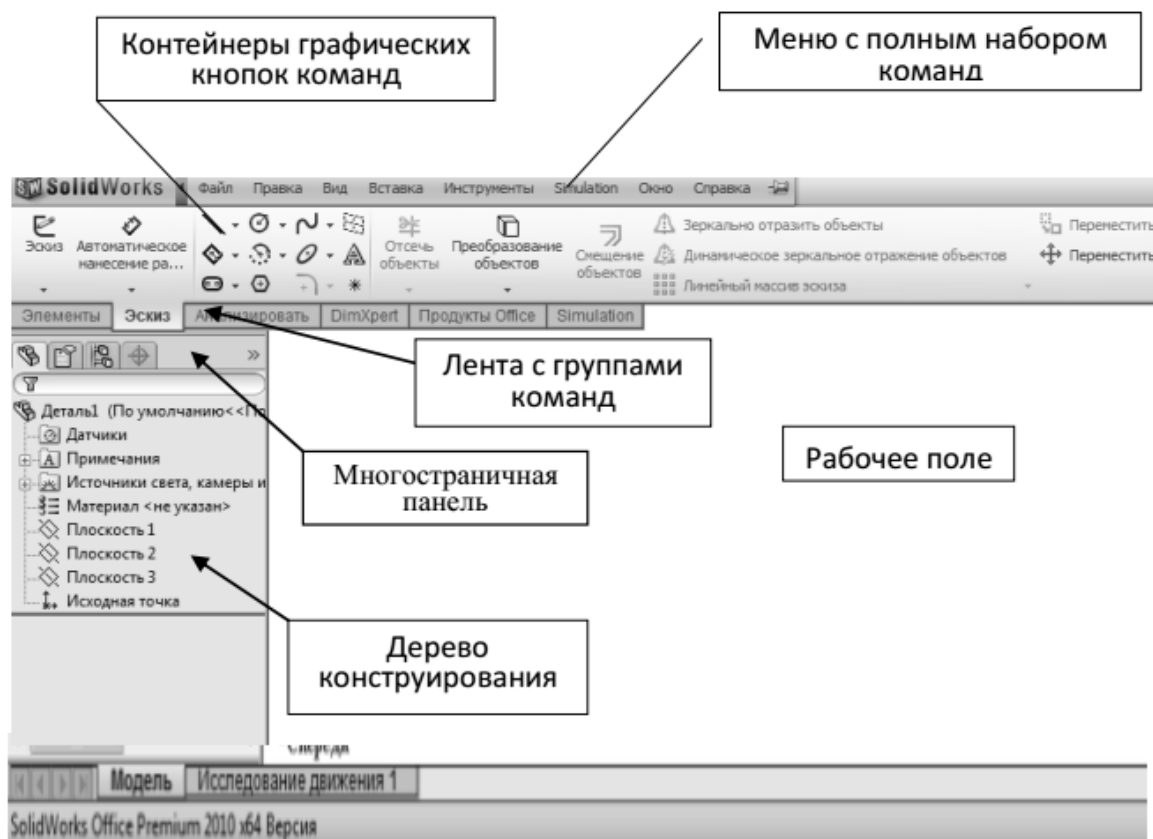 Контейнеры графических
кнопок команд
Меню с полным набором
команд
SolidWorks Файл Правка Вид Вставка Инструменты Simulation Окно Справка
Эскиз
Автоматическое
нанесение ра...
Отсечь
объекты
Преобразование
объектов
Смещение
объектов
Зеркально отразить объекты
Динамическое зеркальное отражение объектов
Линейный массив эскиза
Переместить
Переместить
Элементы Эскиз Анализировать DimXpert Продукты Office Simulation
Лента с группами
команд
Рабочее поле
Многостраничная
панель
Деталь1 (По умолчанию<<По
Датчики
Примечания
Источники света, камеры и
Материал <не указан>
Плоскость 1
Плоскость 2
Плоскость 3
Исходная точка
Дерево
конструирования
Спереди
Модель Исследование движения 1
SolidWorks Office Premium 2010 x64 Версия